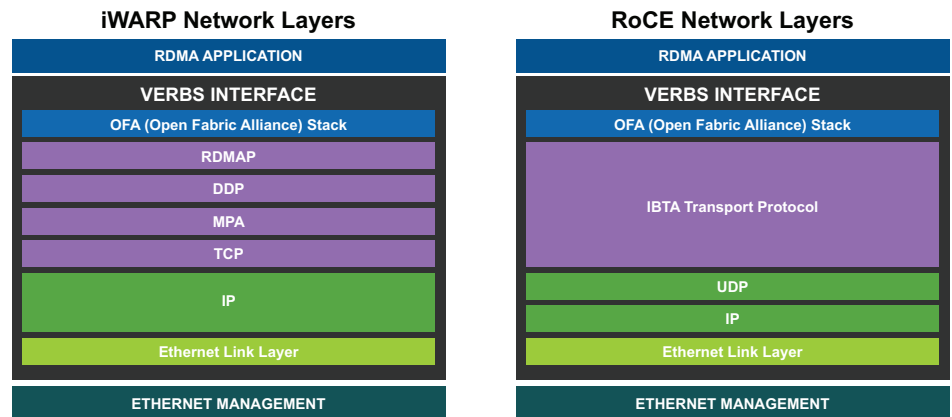 iWARP Network Layers
RDMA APPLICATION
VERBS INTERFACE
OFA (Open Fabric Alliance) Stack
RDMAP
DDP
MPA
TCP
IP
Ethernet Link Layer
ETHERNET MANAGEMENT
RoCE Network Layers
RDMA APPLICATION
VERBS INTERFACE
OFA (Open Fabric Alliance) Stack
IBTA Transport Protocol
UDP
IP
Ethernet Link Layer
ETHERNET MANAGEMENT